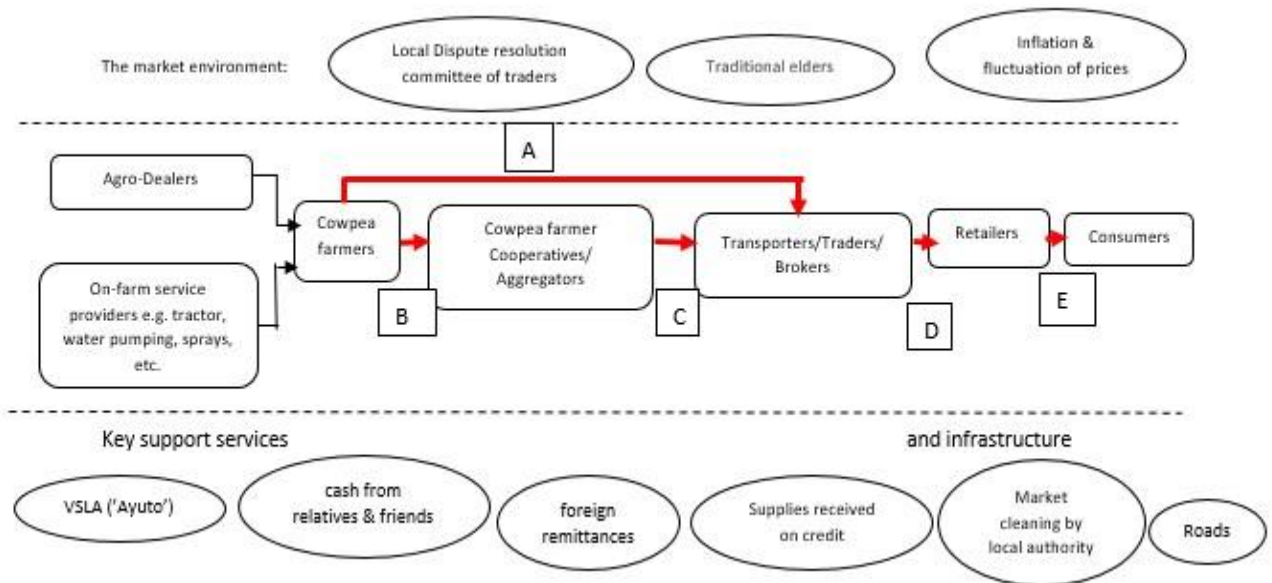 The market environment:
Local Dispute resolution
committee of traders
Traditional elders
Inflation &
fluctuation of prices
A
Agro-Dealers
Cowpea
farmers
Cowpea farmer
Cooperatives/
Aggregators
Transporters/Traders/
Brokers
Retailers
Consumers
On-farm service
providers e.g. tractor,
water pumping, sprays,
etc.
B
C
D
E
Key support services
and infrastructure
VSLA ('Ayuto')
cash from
relatives & friends
foreign
remittances
Supplies received
on credit
Market
cleaning by
local authority
Roads